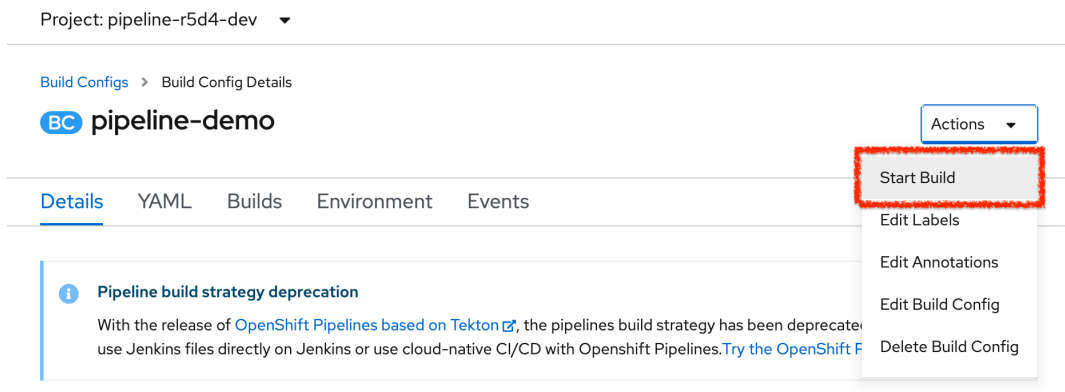 Project: pipeline-r5d4-dev
Build Configs > Build Config Details
BC pipeline-demo
Actions
Start Build
Edit Labels
Edit Annotations
Edit Build Config
Delete Build Config
Details YAML Builds Environment Events
Pipeline build strategy deprecation
With the release of OpenShift Pipelines based on Tekton, the pipelines build strategy has been
use Jenkins files directly on Jenkins or use cloud-native CI/CD with Openshift Pipelines.Try the OpenShift